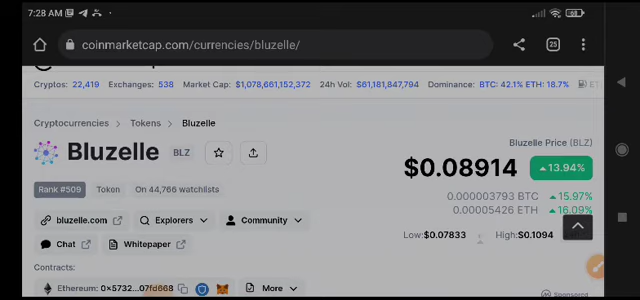 7:28 AM
68
coinmarketcap.com/currencies/bluzelle/
25
Cryptos: 22,419 Exchanges: 538 Market Cap: $1,078,661,152,372 24h Vol: $61,181,847,794 Dominance: BTC: 42.1% ETH: 18.7% ET
Cryptocurrencies > Tokens > Bluzelle
Bluzelle BLZ
Rank #509 Token On 44,766 watchlists
bluzelle.com Explorers Community
Chat Whitepaper
Contracts:
Ethereum: 0x5732...07fd668 More
Bluzelle Price (BLZ)
$0.08914 13.94%
0.000003793 BTC 15.97%
0.00005426 ETH 16.09%
Low: $0.07833 High: $0.1094
Sponsored